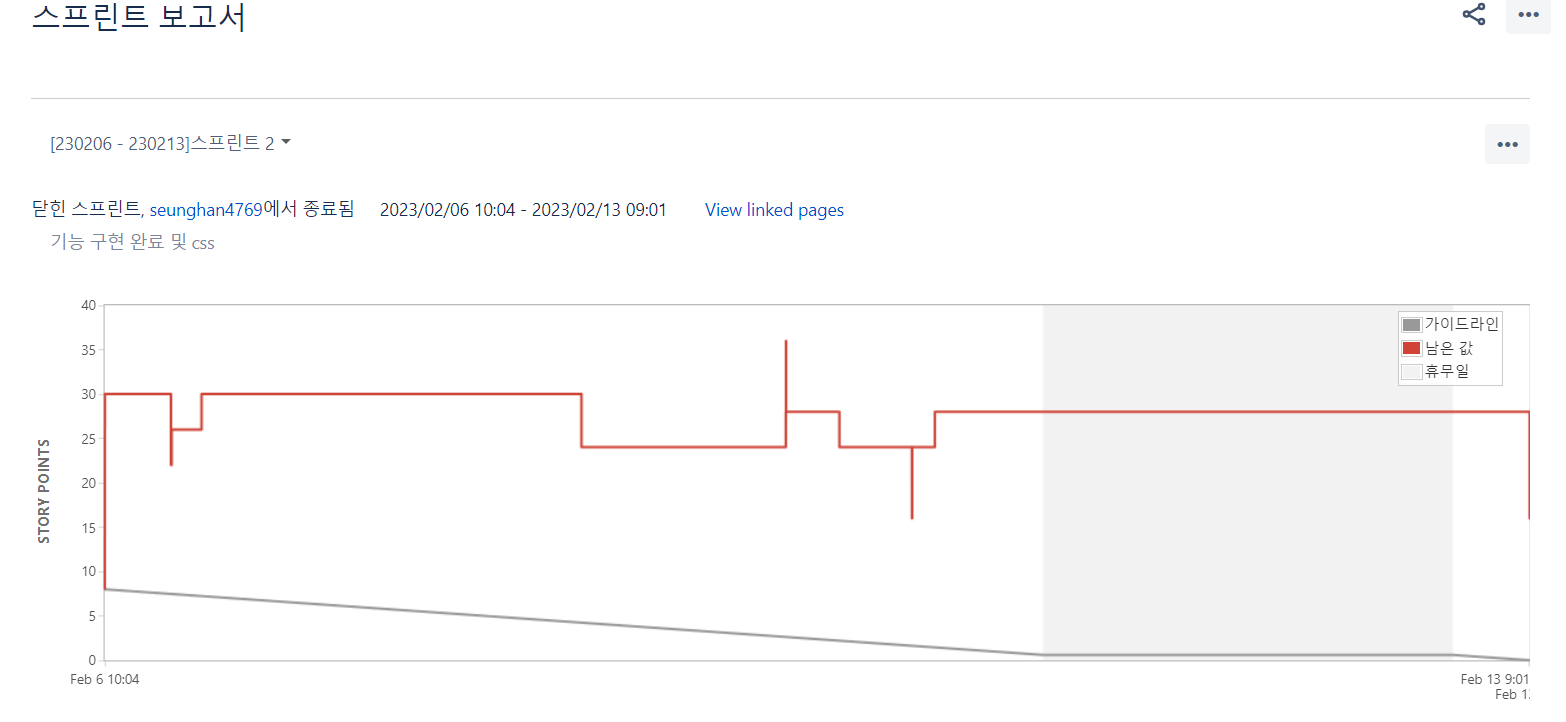 스프린트 보고서
[230206 - 230213]스프린트 2
닫힌 스프린트, seunghan4769에서 종료됨 2023/02/06 10:04 - 2023/02/13 09:01 View linked pages
기능 구현 완료 및 css
STORY POINTS
40
35
30
25
20
15
10
5
0
가이드라인
남은 값
휴무일
Feb 6 10:04
Feb 13 9:01
Feb